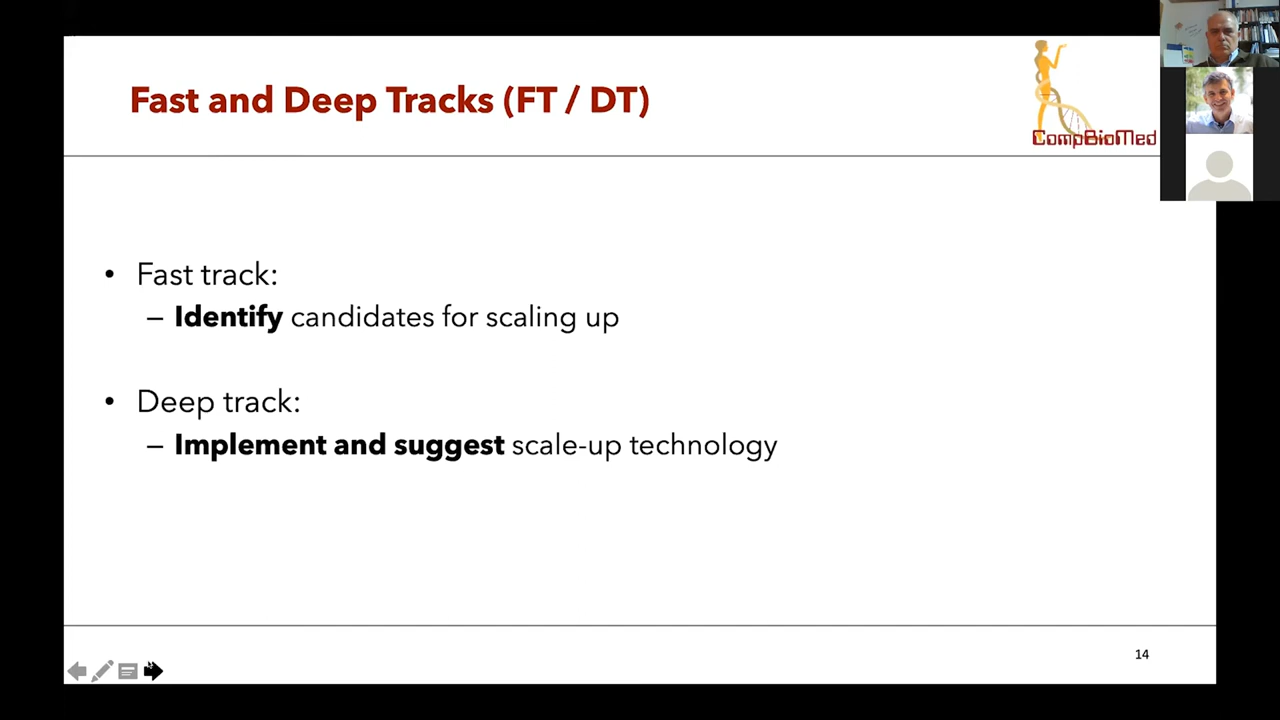 Fast and Deep Tracks (FT / DT)
CompBioMed
• Fast track:
– Identify candidates for scaling up
• Deep track:
– Implement and suggest scale-up technology
14